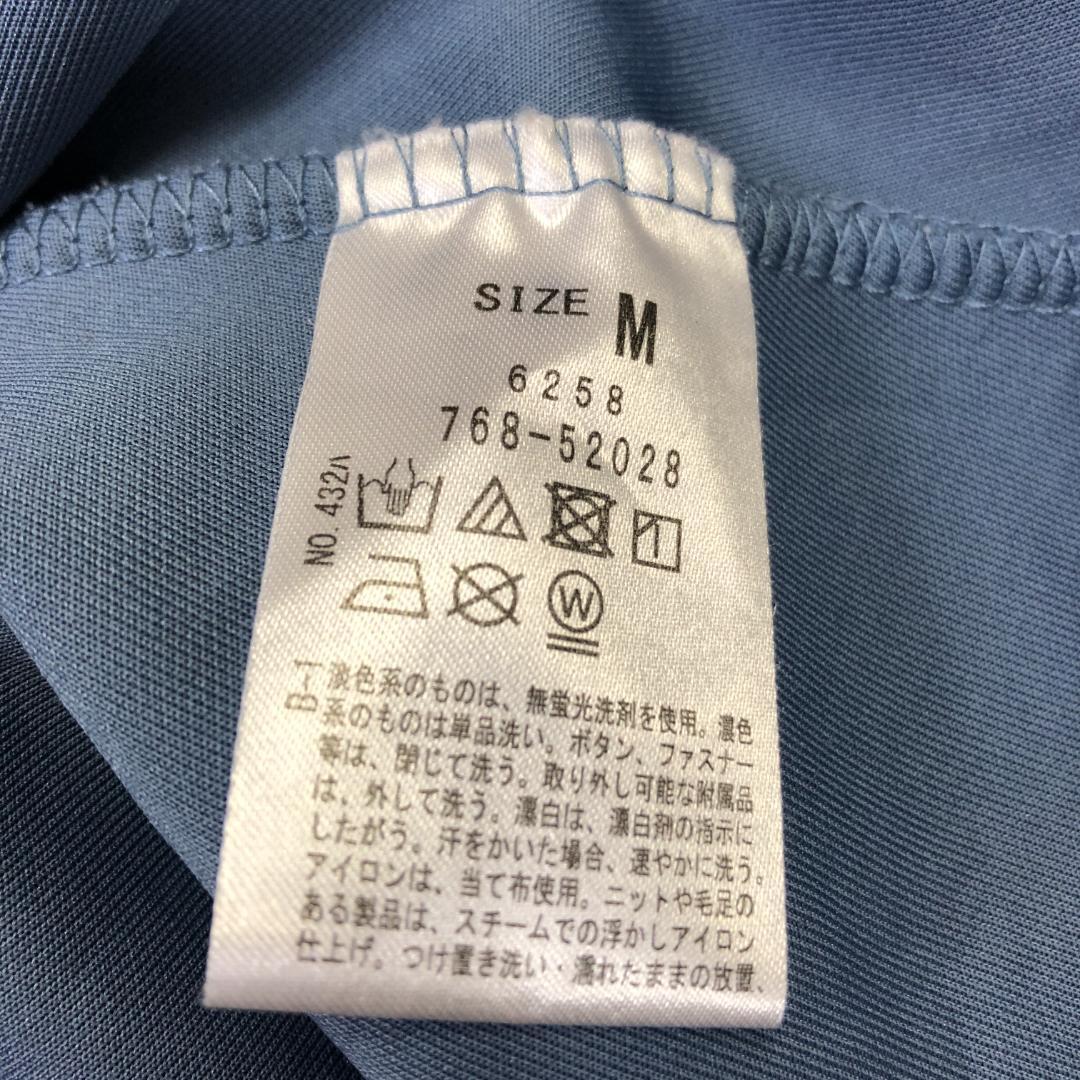 SIZE M
6258
768-52028
NO.432ハ
W
B-1
淡色系のものは、無蛍光洗剤を使用。濃色
系のものは単品洗い。ボタン、ファスナー
等は、閉じて洗う。取り外し可能な附属品
は、外して洗う。漂白は、漂白剤の指示に
したがう。汗をかいた場合、速やかに洗う。
アイロンは、当て布使用。ニットや毛足の
ある製品は、スチームでの浮かしアイロン
仕上げ。つけ置き洗い・濡れたままの放置、